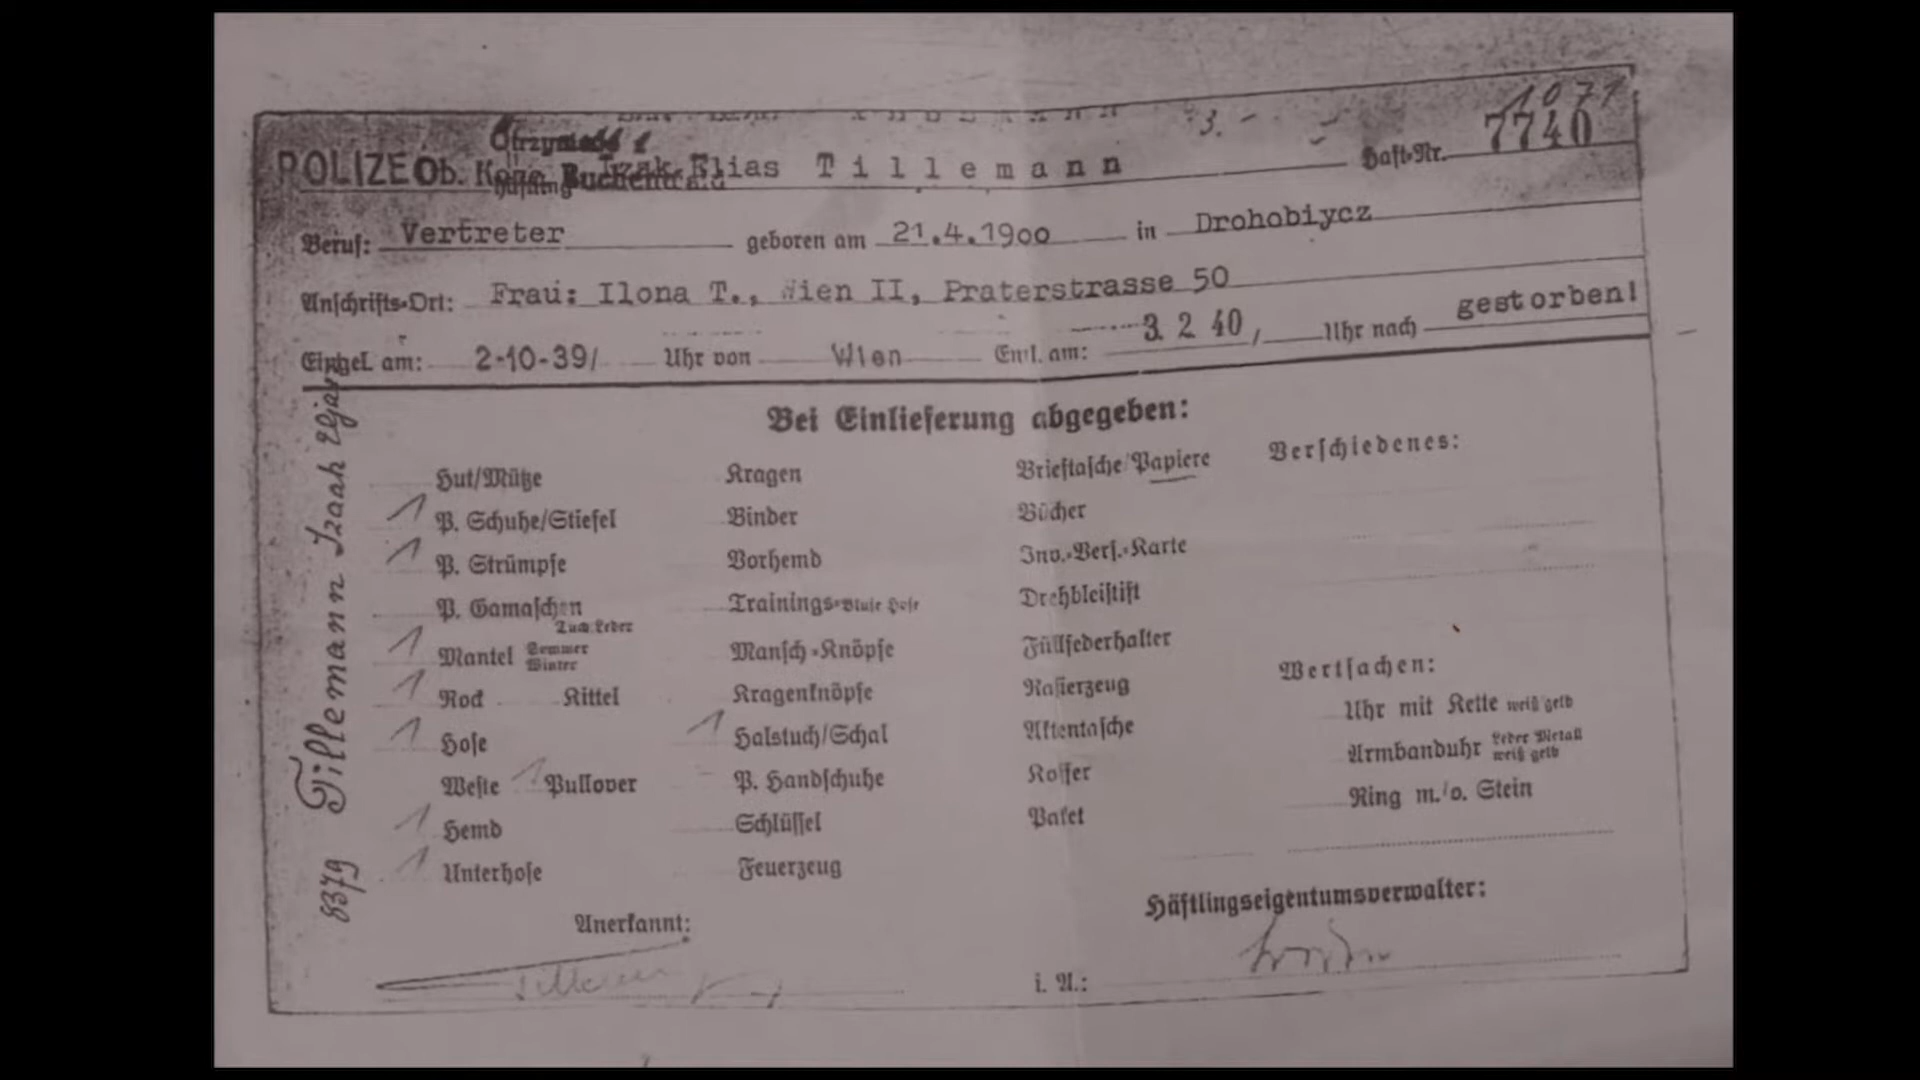 1071
7740
POLIZE Ob. Konz. Buchenwald Izak Elias Tillemann Haft-Nr.
Beruf: Vertreter geboren am 21.4.1900 in Drohobiycz
Anschrifts-Ort: Frau: Ilona T., Wien II, Praterstrasse 50
Eingel. am: 2-10-39/ Uhr von Wien Entl. am: 3. 2. 40, Uhr nach gestorben!
Bei Einlieferung abgegeben:
Hut/Mütze Kragen Brieftasche/Papiere Verschiedenes:
1 P. Schuhe/Stiefel Binder Bücher
1 P. Strümpfe Vorhemd Inv.-Vers.-Karte
P. Gamaschen Tuch Leder Trainings-Bluse Hose Drehbleistift
1 Mantel Sommer Winter Mansch-Knöpfe Füllfederhalter Wertsachen:
1 Rock Kittel Kragenknöpfe Rasierzeug Uhr mit Kette weiß gelb
1 Hose 1 Halstuch/Schal Aktentasche Armbanduhr Leder Metall weiß gelb
Weste 1 Pullover P. Handschuhe Koffer Ring m./o. Stein
1 Hemd Schlüssel Paket
1 Unterhose Feuerzeug
Anerkannt: Häftlingseigentumsverwalter:
i. A.:
8379 Tillemann Izaak